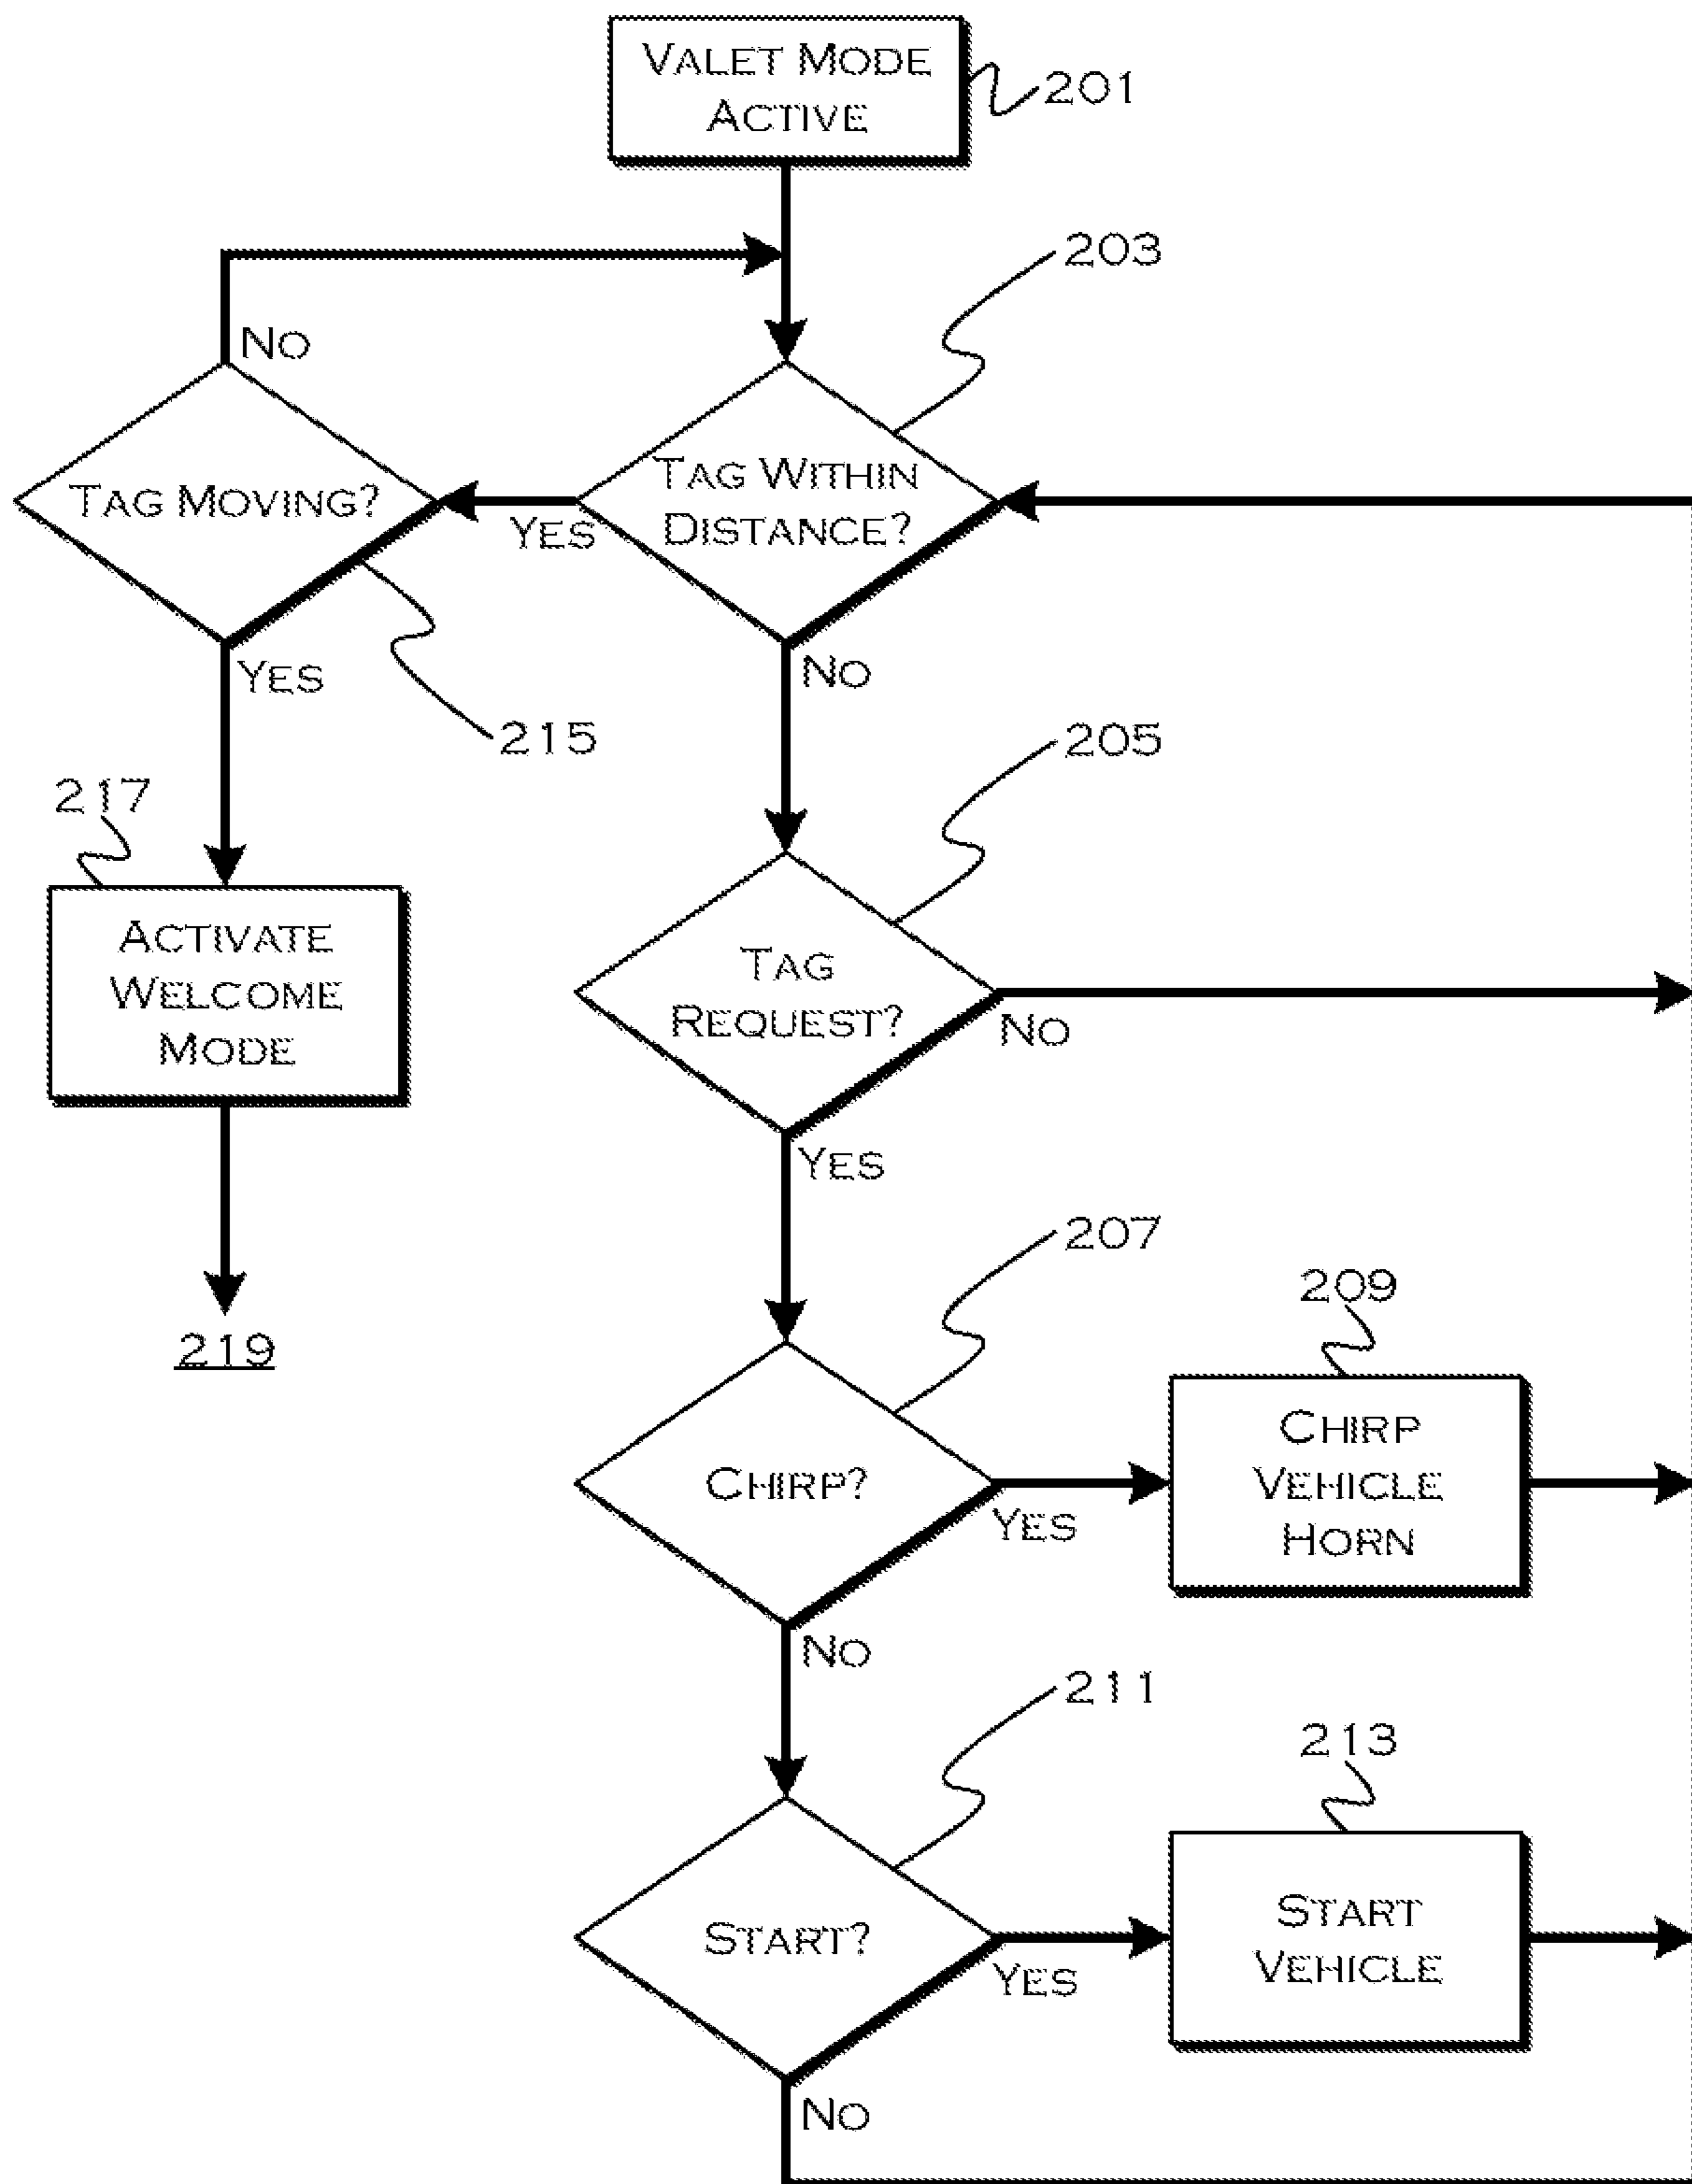 VALET MODE
ACTIVE
201
203
NO
TAG MOVING?
YES
TAG WITHIN
DISTANCE?
YES
NO
215
205
217
ACTIVATE
WELCOME
MODE
TAG
REQUEST?
NO
YES
219
207
209
CHIRP?
YES
CHIRP
VEHICLE
HORN
NO
211
213
START?
YES
START
VEHICLE
NO